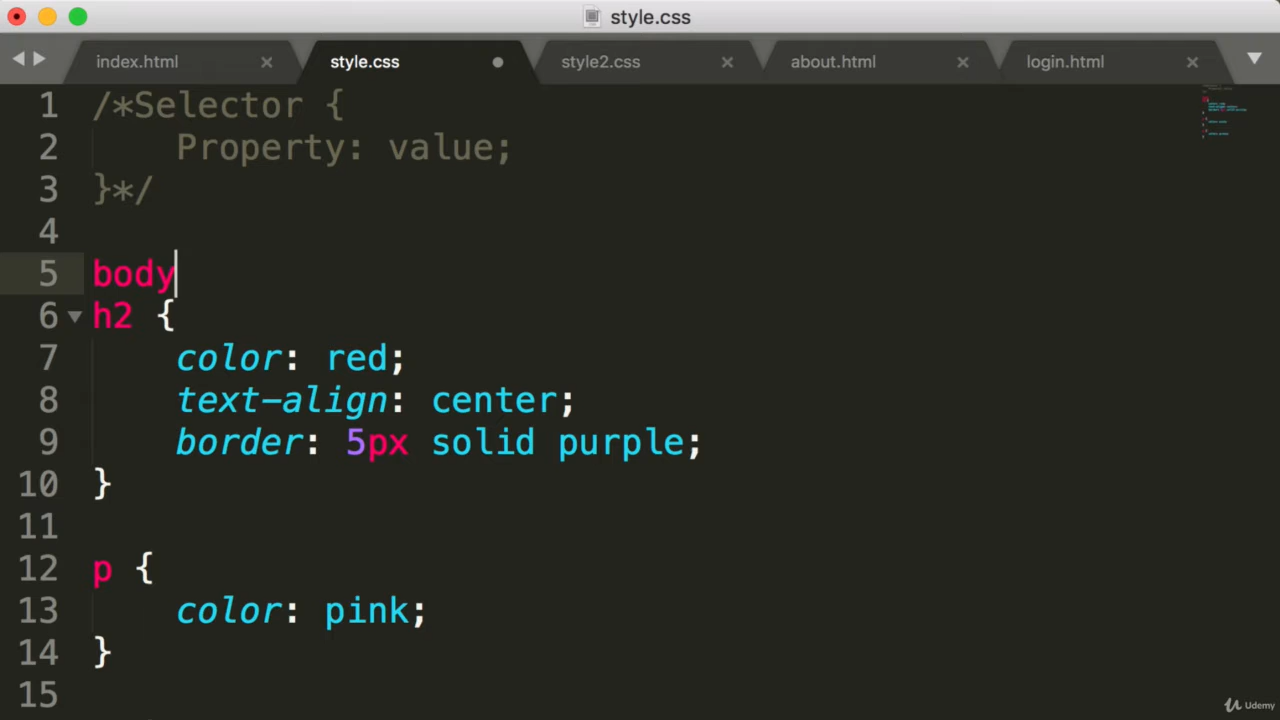 style.css
index.html
style.css
style2.css
about.html
login.html
1 /*Selector {
2 Property: value;
3 }*/
4
5 body
6 h2 {
7 color: red;
8 text-align: center;
9 border: 5px solid purple;
10 }
11
12 p {
13 color: pink;
14 }
15
Udemy